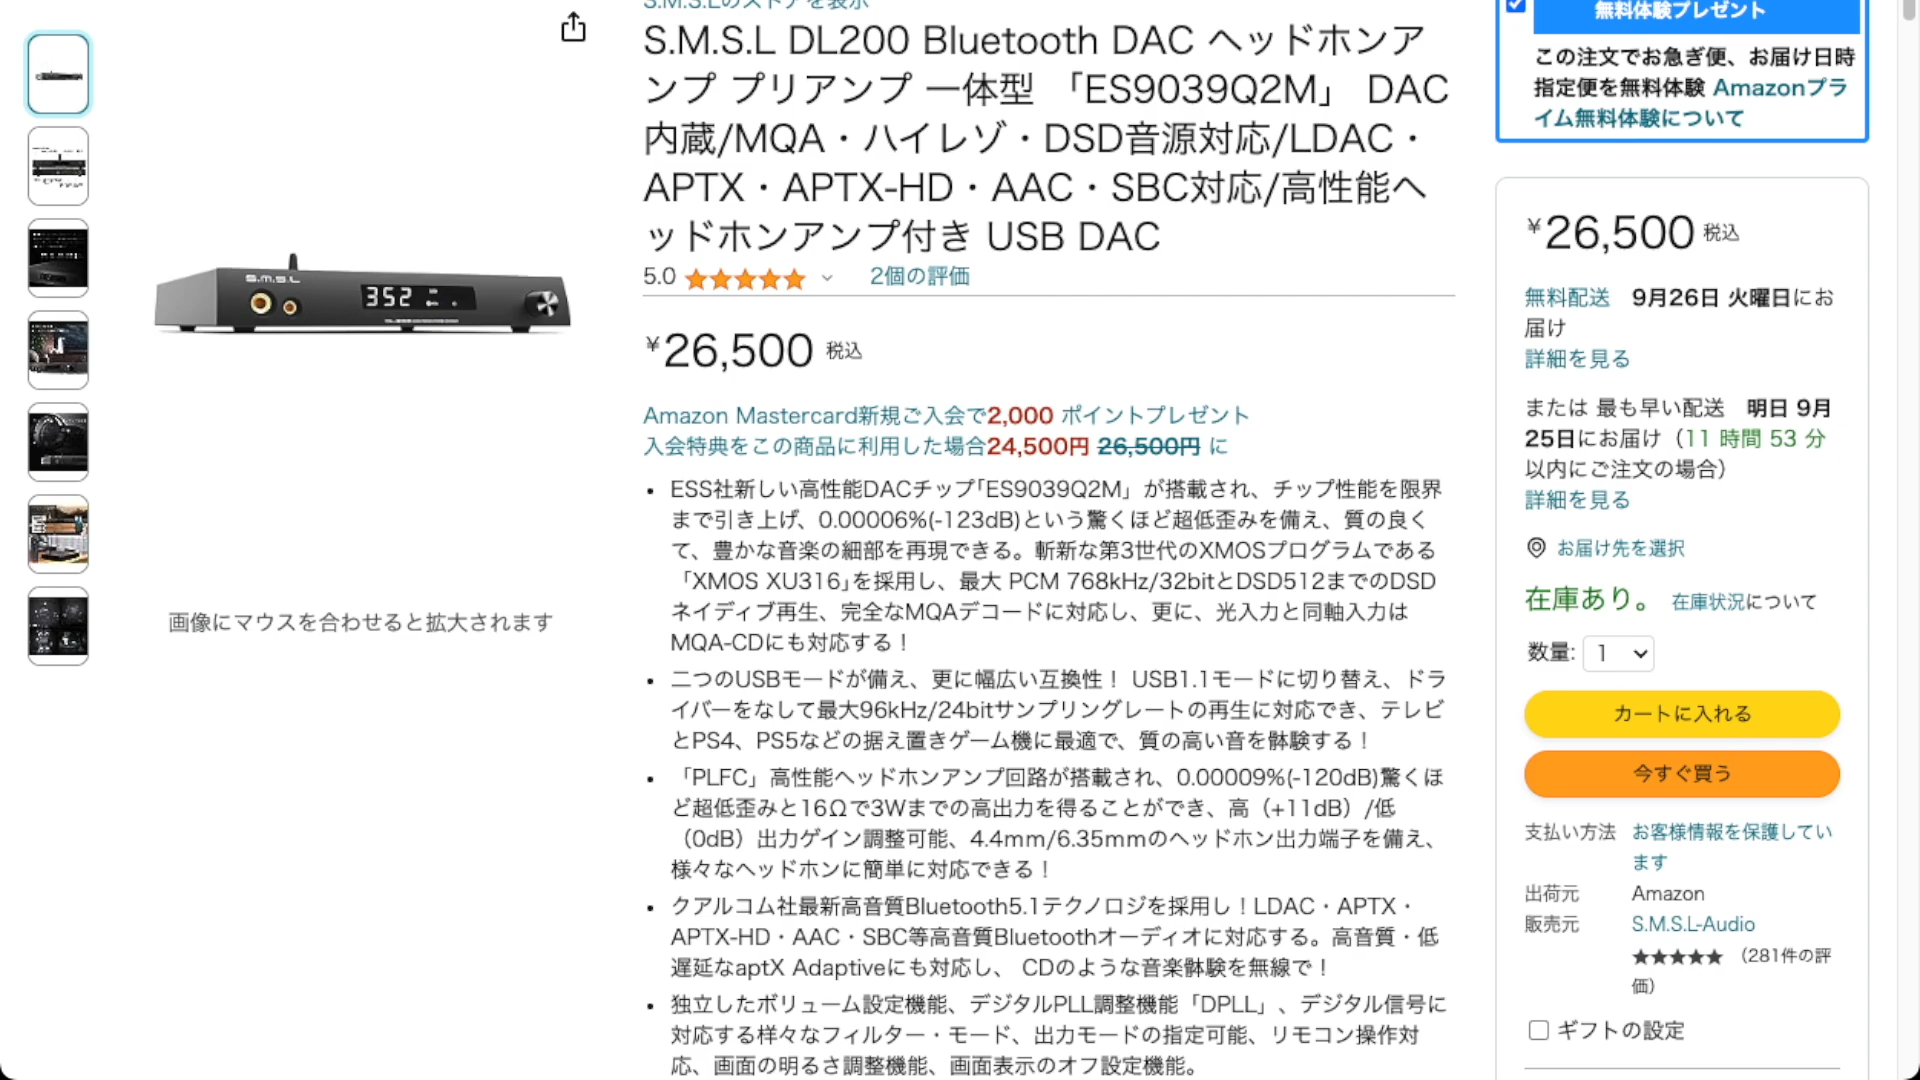 S.M.S.Lのストアを表示
S.M.S.L DL200 Bluetooth DAC ヘッドホンア
ンプ プリアンプ 一体型 「ES9039Q2M」 DAC
内蔵/MQA・ハイレゾ・DSD音源対応/LDAC・
APTX・APTX-HD・AAC・SBC対応/高性能ヘ
ッドホンアンプ付き USB DAC
5.0 2個の評価
¥26,500 税込
Amazon Mastercard新規ご入会で2,000 ポイントプレゼント
入会特典をこの商品に利用した場合24,500円 26,500円 に
• ESS社新しい高性能DACチップ「ES9039Q2M」が搭載され、チップ性能を限界
まで引き上げ、0.00006%(-123dB)という驚くほど超低歪みを備え、質の良く
て、豊かな音楽の細部を再現できる。斬新な第3世代のXMOSプログラムである
「XMOS XU316」を採用し、最大 PCM 768kHz/32bitとDSD512までのDSD
ネイディブ再生、完全なMQAデコードに対応し、更に、光入力と同軸入力は
MQA-CDにも対応する！
• 二つのUSBモードが備え、更に幅広い互換性！ USB1.1モードに切り替え、ドラ
イバーをなして最大96kHz/24bitサンプリングレートの再生に対応でき、テレビ
とPS4、PS5などの据え置きゲーム機に最適で、質の高い音を体験する！
• 「PLFC」高性能ヘッドホンアンプ回路が搭載され、0.00009%(-120dB)驚くほ
ど超低歪みと16Ωで3Wまでの高出力を得ることができ、高（+11dB）/低
（0dB）出力ゲイン調整可能、4.4mm/6.35mmのヘッドホン出力端子を備え、
様々なヘッドホンに簡単に対応できる！
• クアルコム社最新高音質Bluetooth5.1テクノロジを採用し！LDAC・APTX・
APTX-HD・AAC・SBC等高音質Bluetoothオーディオに対応する。高音質・低
遅延なaptX Adaptiveにも対応し、 CDのような音楽体験を無線で！
• 独立したボリューム設定機能、デジタルPLL調整機能「DPLL」、デジタル信号に
対応する様々なフィルター・モード、出力モードの指定可能、リモコン操作対
応、画面の明るさ調整機能、画面表示のオフ設定機能。
S.M.S.L
352
画像にマウスを合わせると拡大されます
無料体験プレゼント
この注文でお急ぎ便、お届け日時
指定便を無料体験 Amazonプラ
イム無料体験について
¥26,500 税込
無料配送 9月26日 火曜日にお
届け
詳細を見る
または 最も早い配送 明日 9月
25日にお届け（11 時間 53 分
以内にご注文の場合）
詳細を見る
お届け先を選択
在庫あり。 在庫状況について
数量: 1
カートに入れる
今すぐ買う
支払い方法 お客様情報を保護してい
ます
出荷元 Amazon
販売元 S.M.S.L-Audio
★★★★★ （281件の評
価）
ギフトの設定